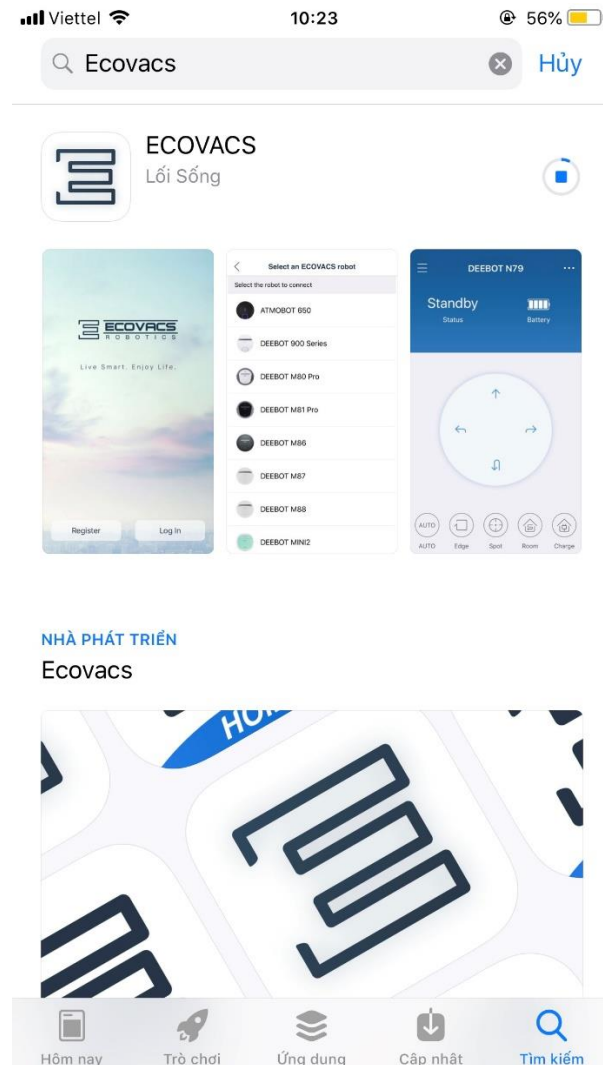 Viettel 10:23 56%
Ecovacs Hủy
ECOVACS
Lối Sống
ECOVACS
ROBOTICS
Live Smart. Enjoy Life.
Register Log In
Select an ECOVACS robot
Select the robot to connect
ATMOBOT 650
DEEBOT 900 Series
DEEBOT M80 Pro
DEEBOT M81 Pro
DEEBOT M86
DEEBOT M87
DEEBOT M88
DEEBOT MINI2
DEEBOT N79
Standby
Status Battery
AUTO
AUTO Edge Spot Room Charge
NHÀ PHÁT TRIỂN
Ecovacs
Hôm nay Trò chơi Ứng dụng Cập nhật Tìm kiếm